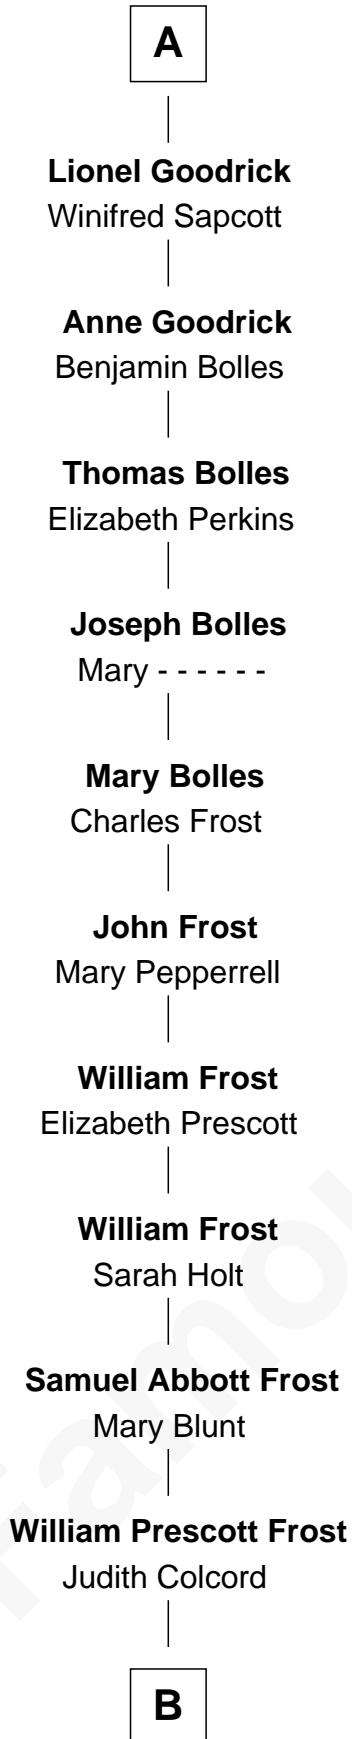 A
Lionel Goodrick
Winifred Sapcott
Anne Goodrick
Benjamin Bolles
Thomas Bolles
Elizabeth Perkins
Joseph Bolles
Mary - - - - - -
Mary Bolles
Charles Frost
John Frost
Mary Pepperrell
William Frost
Elizabeth Prescott
William Frost
Sarah Holt
Samuel Abbott Frost
Mary Blunt
William Prescott Frost
Judith Colcord
B